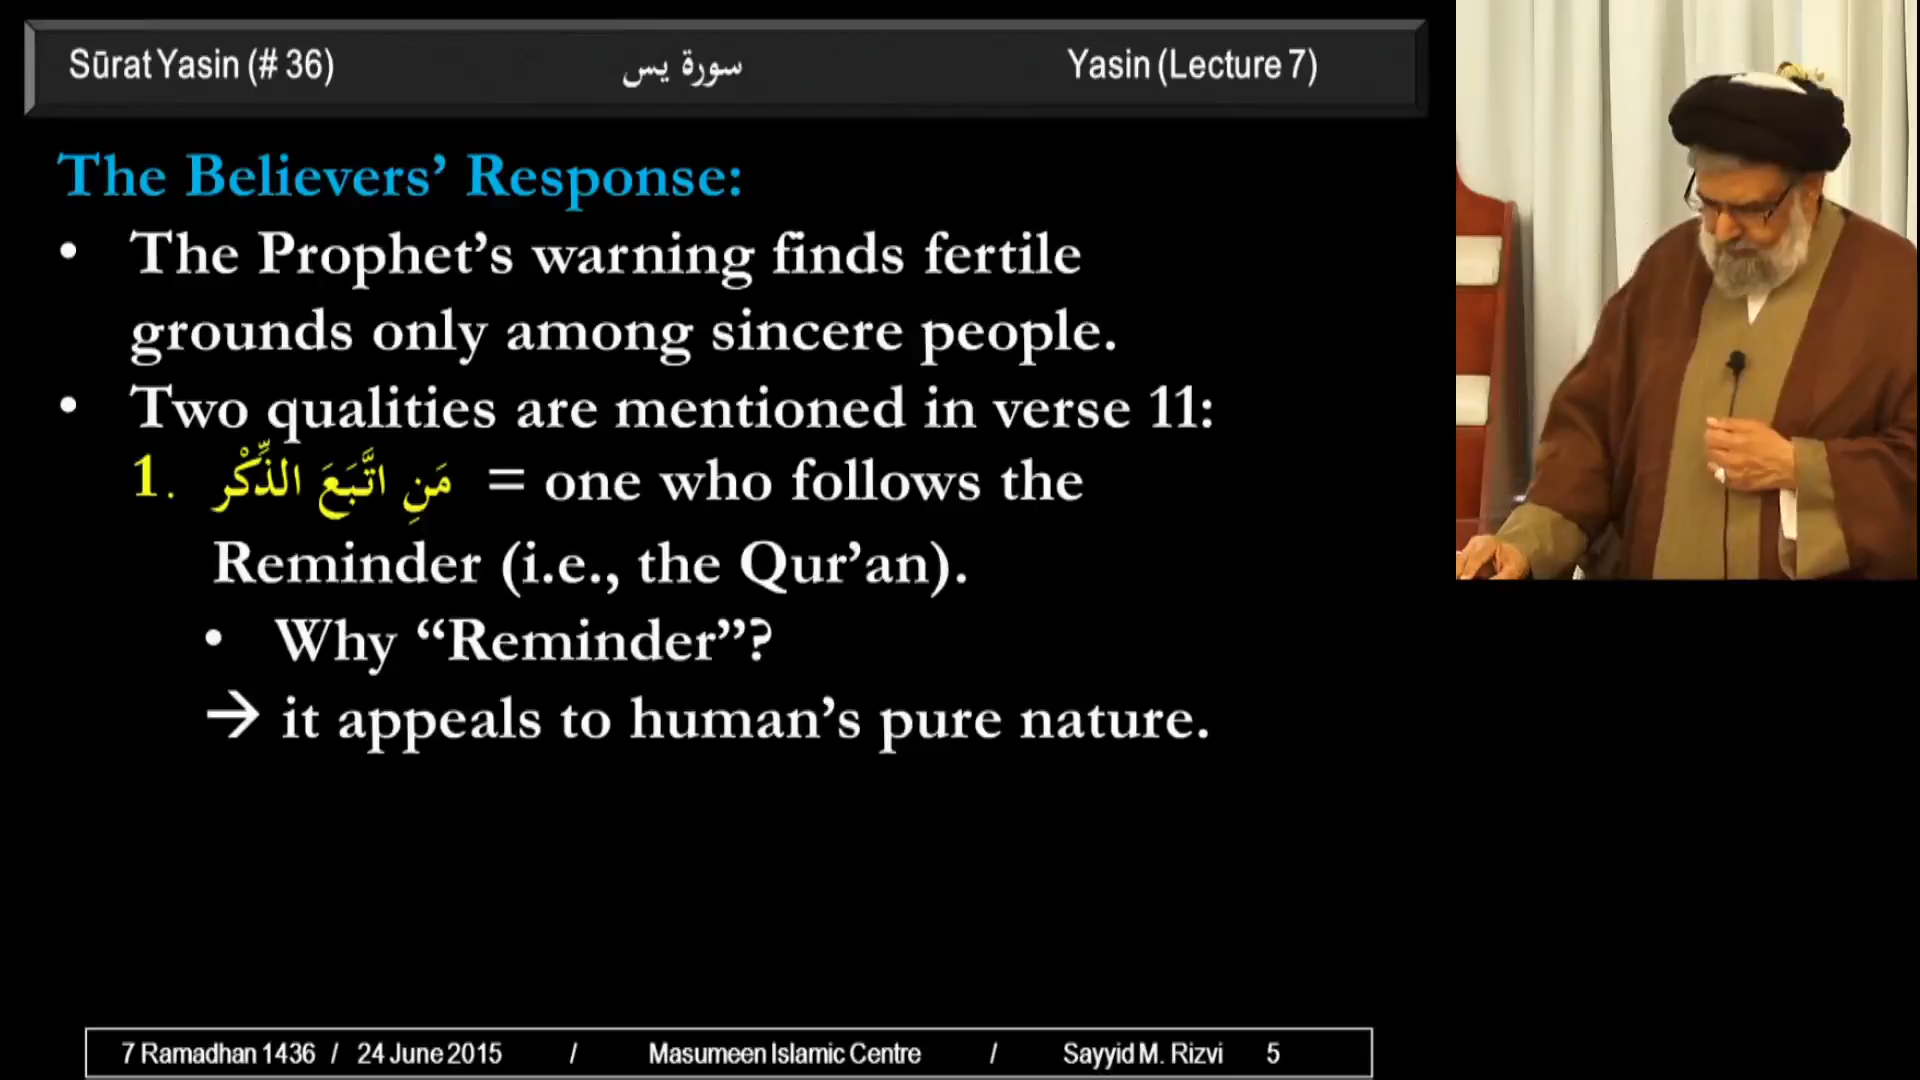 Sūrat Yasin (# 36) سورة يس Yasin (Lecture 7)
The Believers’ Response:
• The Prophet’s warning finds fertile
grounds only among sincere people.
• Two qualities are mentioned in verse 11:
1. مَنِ اتَّبَعَ الذِّكْر = one who follows the
Reminder (i.e., the Qur’an).
• Why “Reminder”?
→ it appeals to human’s pure nature.
7 Ramadhan 1436 / 24 June 2015 / Masumeen Islamic Centre / Sayyid M. Rizvi 5